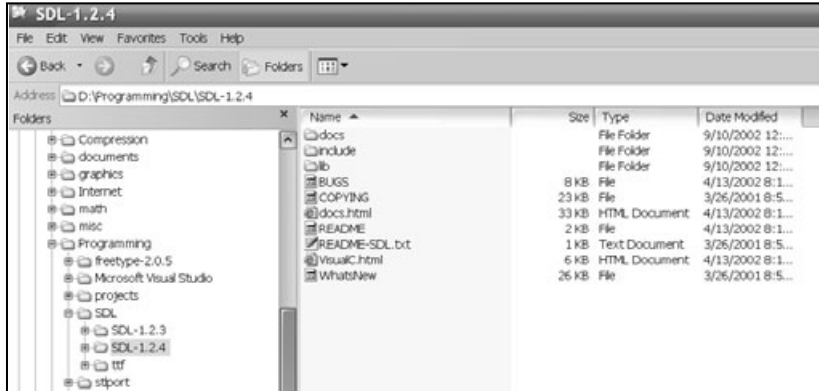 SDL-1.2.4
File Edit View Favorites Tools Help
Back Search Folders
Address D:\Programming\SDL\SDL-1.2.4
Folders × Name Size Type Date Modified
Compression
documents
graphics
Internet
math
misc
Programming
freetype-2.0.5
Microsoft Visual Studio
projects
SDL
SDL-1.2.3
SDL-1.2.4
ttf
stlport
docs File Folder 9/10/2002 12:...
include File Folder 9/10/2002 12:...
lib File Folder 9/10/2002 12:...
BUGS 8 KB File 4/13/2002 8:1...
COPYING 23 KB File 3/26/2001 8:5...
docs.html 33 KB HTML Document 4/13/2002 8:1...
README 2 KB File 4/13/2002 8:1...
README-SDL.txt 1 KB Text Document 3/26/2001 8:5...
VisualC.html 6 KB HTML Document 4/13/2002 8:1...
WhatsNew 26 KB File 3/26/2001 8:5...